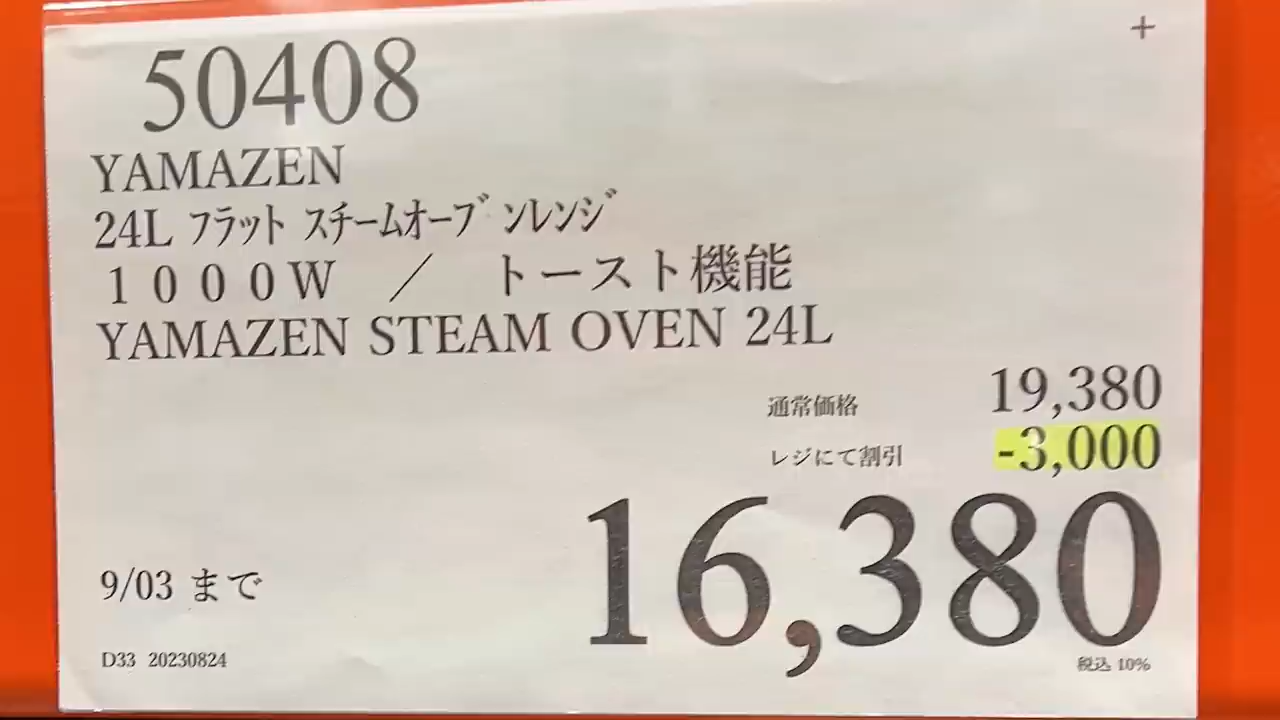 +
50408
YAMAZEN
24L フラット スチームオーブンレンジ
1000W ／ トースト機能
YAMAZEN STEAM OVEN 24L
通常価格 19,380
レジにて割引 -3,000
16,380
9/03 まで
D33 20230824
税込 10%